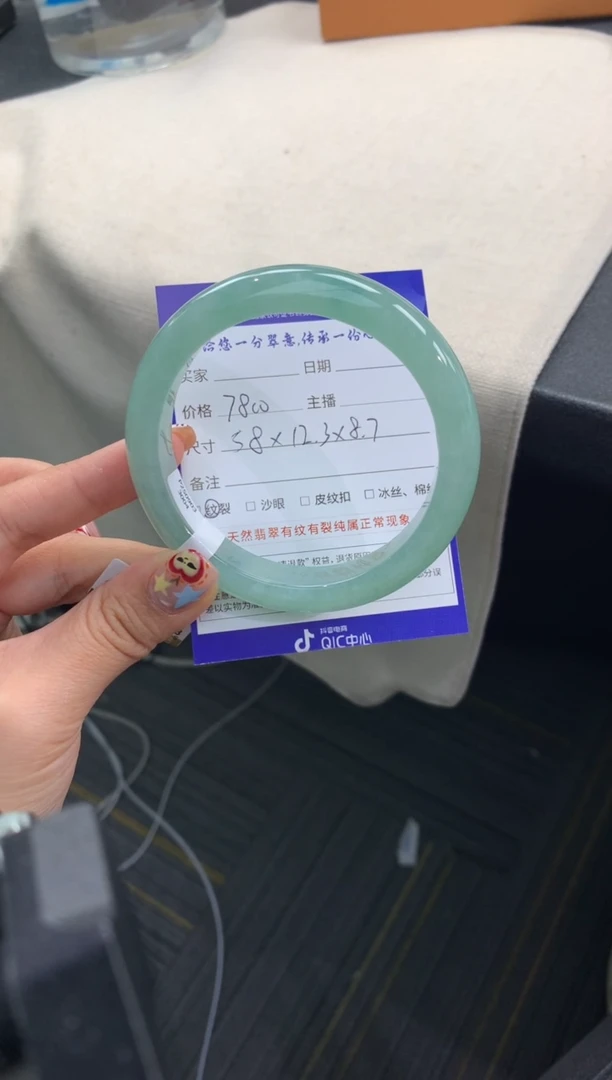 给您一分翠意,传承一份心
买家 日期
价格 7800 主播
尺寸 58×12.3×8.7
备注
纹裂 □ 沙眼 □ 皮纹扣 □ 冰丝、棉
天然翡翠有纹有裂纯属正常现象
抖音电商
QIC中心